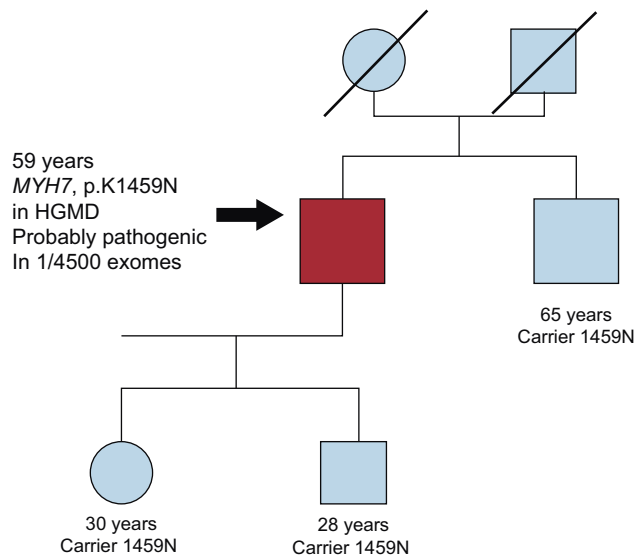 59 years
MYH7, p.K1459N
in HGMD
Probably pathogenic
In 1/4500 exomes
65 years
Carrier 1459N
30 years
Carrier 1459N
28 years
Carrier 1459N